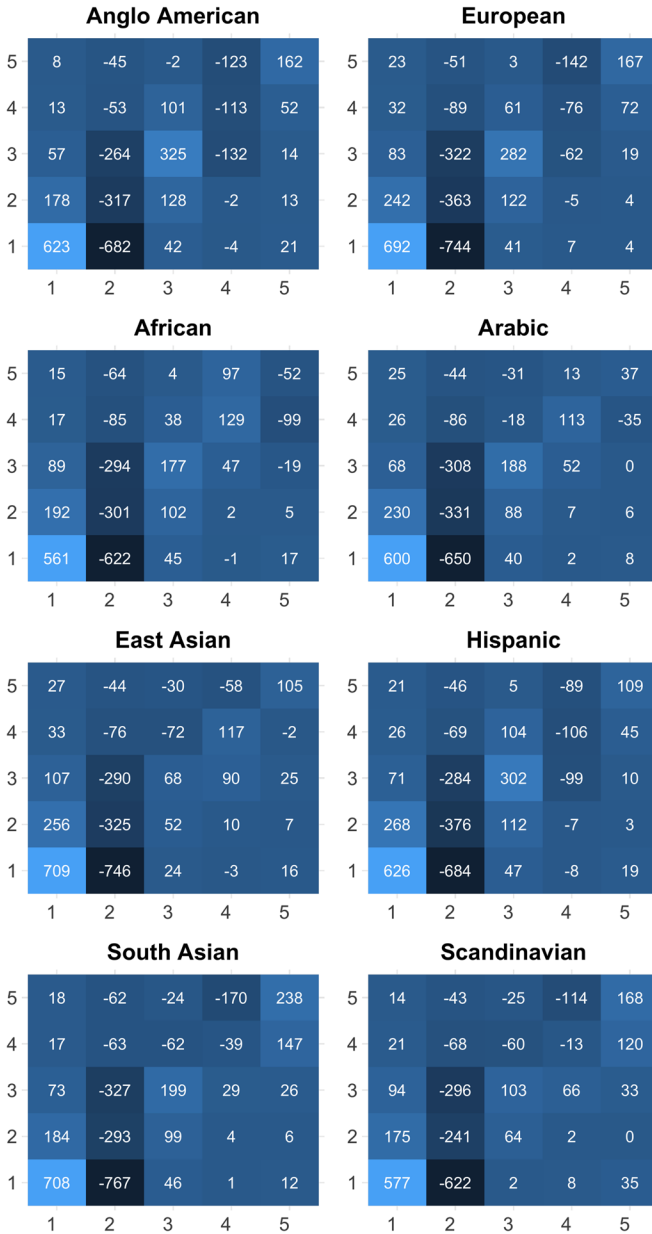 Anglo American European
5 8 -45 -2 -123 162 5 23 -51 3 -142 167
4 13 -53 101 -113 52 4 32 -89 61 -76 72
3 57 -264 325 -132 14 3 83 -322 282 -62 19
2 178 -317 128 -2 13 2 242 -363 122 -5 4
1 623 -682 42 -4 21 1 692 -744 41 7 4
1 2 3 4 5 1 2 3 4 5
African Arabic
5 15 -64 4 97 -52 5 25 -44 -31 13 37
4 17 -85 38 129 -99 4 26 -86 -18 113 -35
3 89 -294 177 47 -19 3 68 -308 188 52 0
2 192 -301 102 2 5 2 230 -331 88 7 6
1 561 -622 45 -1 17 1 600 -650 40 2 8
1 2 3 4 5 1 2 3 4 5
East Asian Hispanic
5 27 -44 -30 -58 105 5 21 -46 5 -89 109
4 33 -76 -72 117 -2 4 26 -69 104 -106 45
3 107 -290 68 90 25 3 71 -284 302 -99 10
2 256 -325 52 10 7 2 268 -376 112 -7 3
1 709 -746 24 -3 16 1 626 -684 47 -8 19
1 2 3 4 5 1 2 3 4 5
South Asian Scandinavian
5 18 -62 -24 -170 238 5 14 -43 -25 -114 168
4 17 -63 -62 -39 147 4 21 -68 -60 -13 120
3 73 -327 199 29 26 3 94 -296 103 66 33
2 184 -293 99 4 6 2 175 -241 64 2 0
1 708 -767 46 1 12 1 577 -622 2 8 35
1 2 3 4 5 1 2 3 4 5